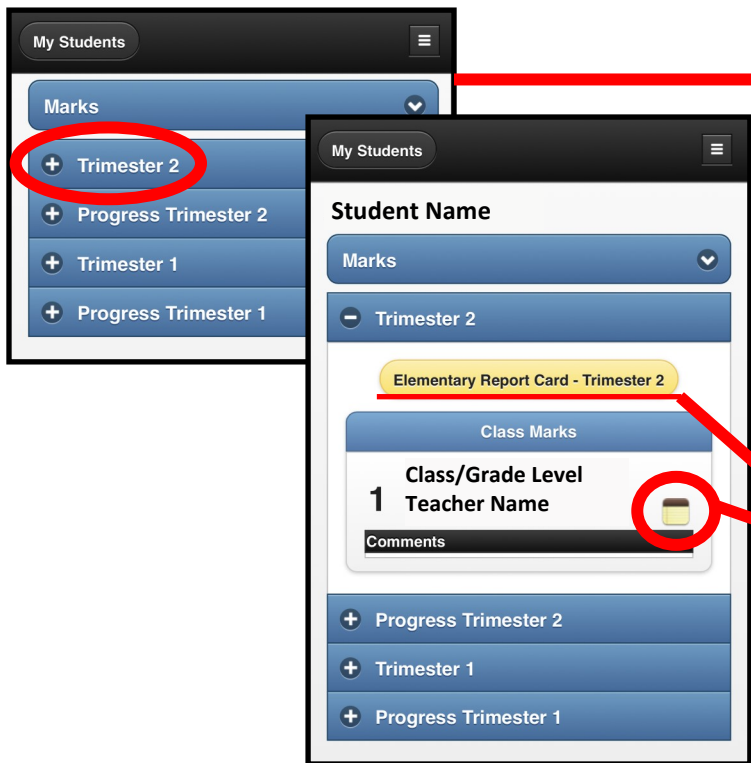 My Students
Marks
Trimester 2
Progress Trimester 2
Trimester 1
Progress Trimester 1
My Students
Student Name
Marks
Trimester 2
Elementary Report Card - Trimester 2
Class Marks
1
Class/Grade Level
Teacher Name
Comments
Progress Trimester 2
Trimester 1
Progress Trimester 1